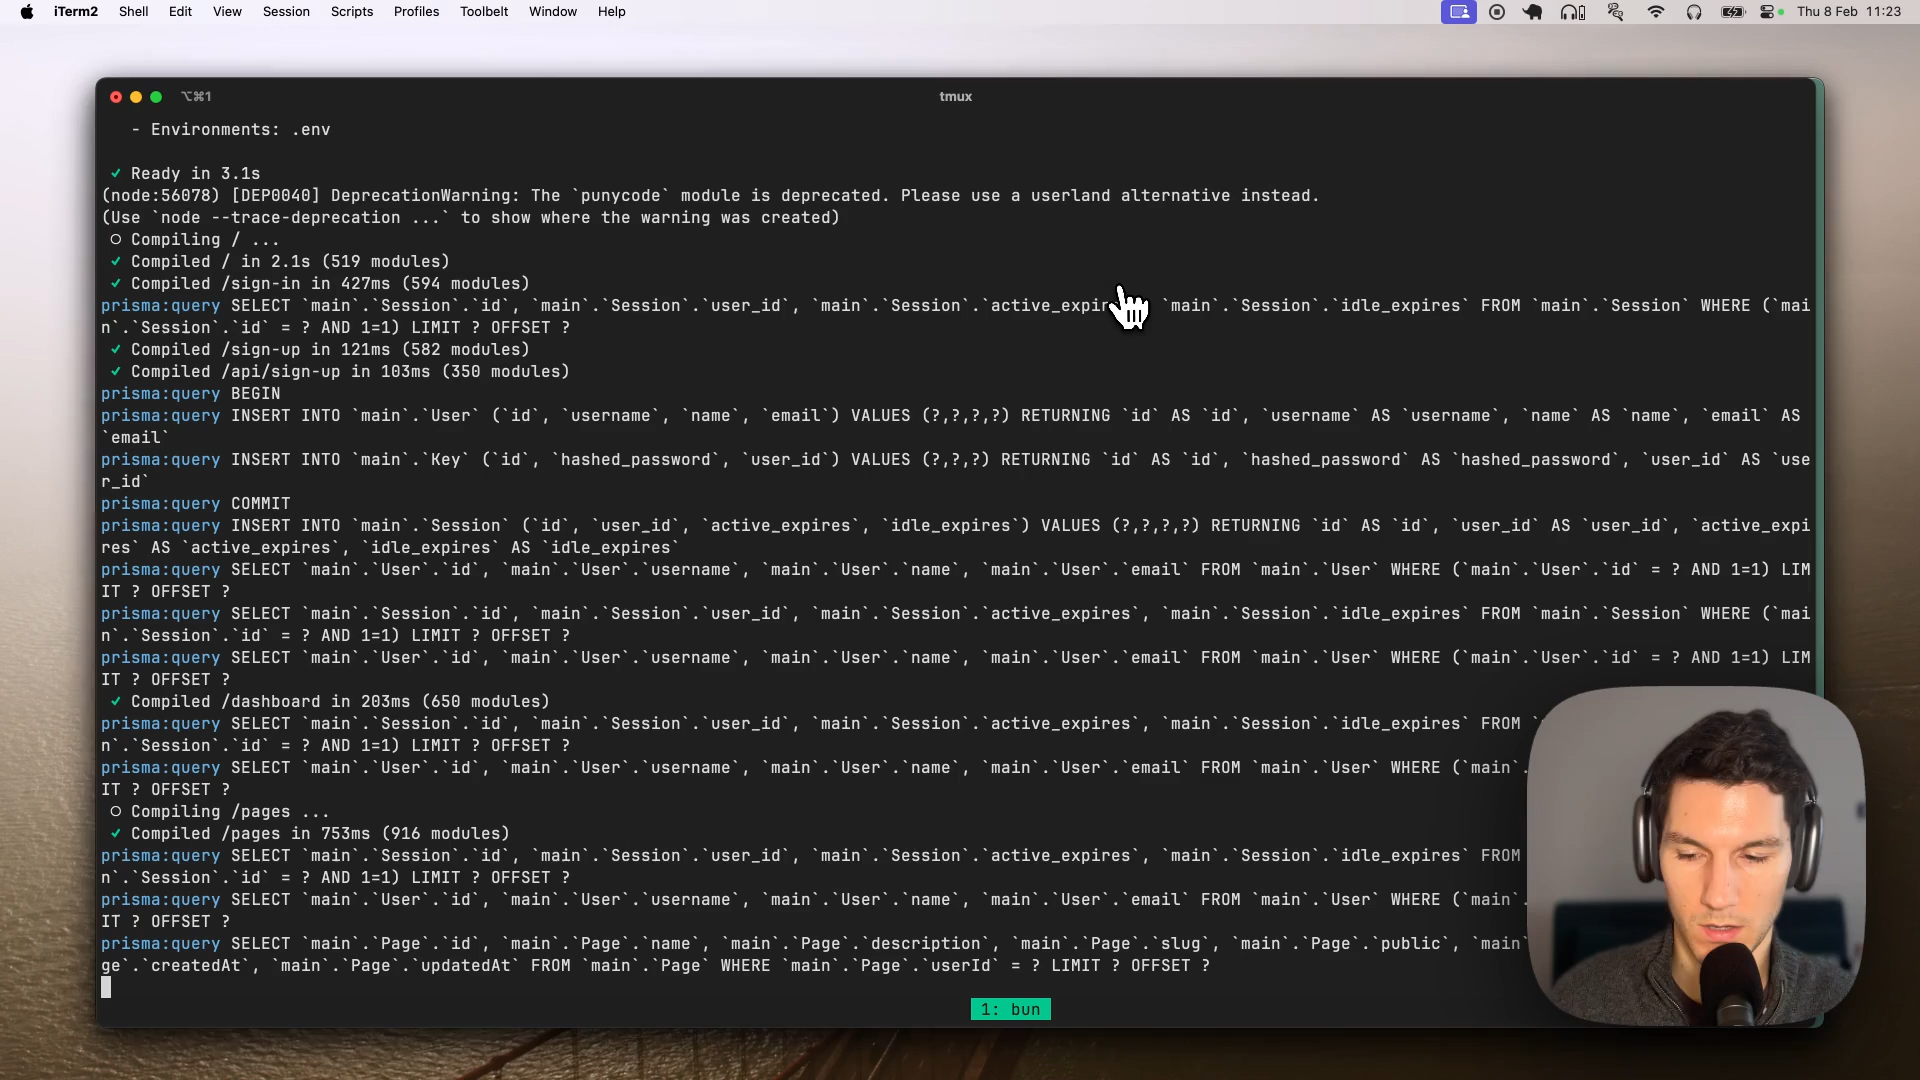 iTerm2 Shell Edit View Session Scripts Profiles Toolbelt Window Help Thu 8 Feb 11:23
⌥⌘1 tmux
- Environments: .env
✓ Ready in 3.1s
(node:56078) [DEP0040] DeprecationWarning: The `punycode` module is deprecated. Please use a userland alternative instead.
(Use `node --trace-deprecation ...` to show where the warning was created)
○ Compiling / ...
✓ Compiled / in 2.1s (519 modules)
✓ Compiled /sign-in in 427ms (594 modules)
prisma:query SELECT `main`.`Session`.`id`, `main`.`Session`.`user_id`, `main`.`Session`.`active_expir `main`.`Session`.`idle_expires` FROM `main`.`Session` WHERE (`mai
n`.`Session`.`id` = ? AND 1=1) LIMIT ? OFFSET ?
✓ Compiled /sign-up in 121ms (582 modules)
✓ Compiled /api/sign-up in 103ms (350 modules)
prisma:query BEGIN
prisma:query INSERT INTO `main`.`User` (`id`, `username`, `name`, `email`) VALUES (?,?,?,?) RETURNING `id` AS `id`, `username` AS `username`, `name` AS `name`, `email` AS
`email`
prisma:query INSERT INTO `main`.`Key` (`id`, `hashed_password`, `user_id`) VALUES (?,?,?) RETURNING `id` AS `id`, `hashed_password` AS `hashed_password`, `user_id` AS `use
r_id`
prisma:query COMMIT
prisma:query INSERT INTO `main`.`Session` (`id`, `user_id`, `active_expires`, `idle_expires`) VALUES (?,?,?,?) RETURNING `id` AS `id`, `user_id` AS `user_id`, `active_expi
res` AS `active_expires`, `idle_expires` AS `idle_expires`
prisma:query SELECT `main`.`User`.`id`, `main`.`User`.`username`, `main`.`User`.`name`, `main`.`User`.`email` FROM `main`.`User` WHERE (`main`.`User`.`id` = ? AND 1=1) LIM
IT ? OFFSET ?
prisma:query SELECT `main`.`Session`.`id`, `main`.`Session`.`user_id`, `main`.`Session`.`active_expires`, `main`.`Session`.`idle_expires` FROM `main`.`Session` WHERE (`mai
n`.`Session`.`id` = ? AND 1=1) LIMIT ? OFFSET ?
prisma:query SELECT `main`.`User`.`id`, `main`.`User`.`username`, `main`.`User`.`name`, `main`.`User`.`email` FROM `main`.`User` WHERE (`main`.`User`.`id` = ? AND 1=1) LIM
IT ? OFFSET ?
✓ Compiled /dashboard in 203ms (650 modules)
prisma:query SELECT `main`.`Session`.`id`, `main`.`Session`.`user_id`, `main`.`Session`.`active_expires`, `main`.`Session`.`idle_expires` FROM
n`.`Session`.`id` = ? AND 1=1) LIMIT ? OFFSET ?
prisma:query SELECT `main`.`User`.`id`, `main`.`User`.`username`, `main`.`User`.`name`, `main`.`User`.`email` FROM `main`.`User` WHERE (`main`.
IT ? OFFSET ?
○ Compiling /pages ...
✓ Compiled /pages in 753ms (916 modules)
prisma:query SELECT `main`.`Session`.`id`, `main`.`Session`.`user_id`, `main`.`Session`.`active_expires`, `main`.`Session`.`idle_expires` FROM
n`.`Session`.`id` = ? AND 1=1) LIMIT ? OFFSET ?
prisma:query SELECT `main`.`User`.`id`, `main`.`User`.`username`, `main`.`User`.`name`, `main`.`User`.`email` FROM `main`.`User` WHERE (`main`.
IT ? OFFSET ?
prisma:query SELECT `main`.`Page`.`id`, `main`.`Page`.`name`, `main`.`Page`.`description`, `main`.`Page`.`slug`, `main`.`Page`.`public`, `main`
ge`.`createdAt`, `main`.`Page`.`updatedAt` FROM `main`.`Page` WHERE `main`.`Page`.`userId` = ? LIMIT ? OFFSET ?
1: bun